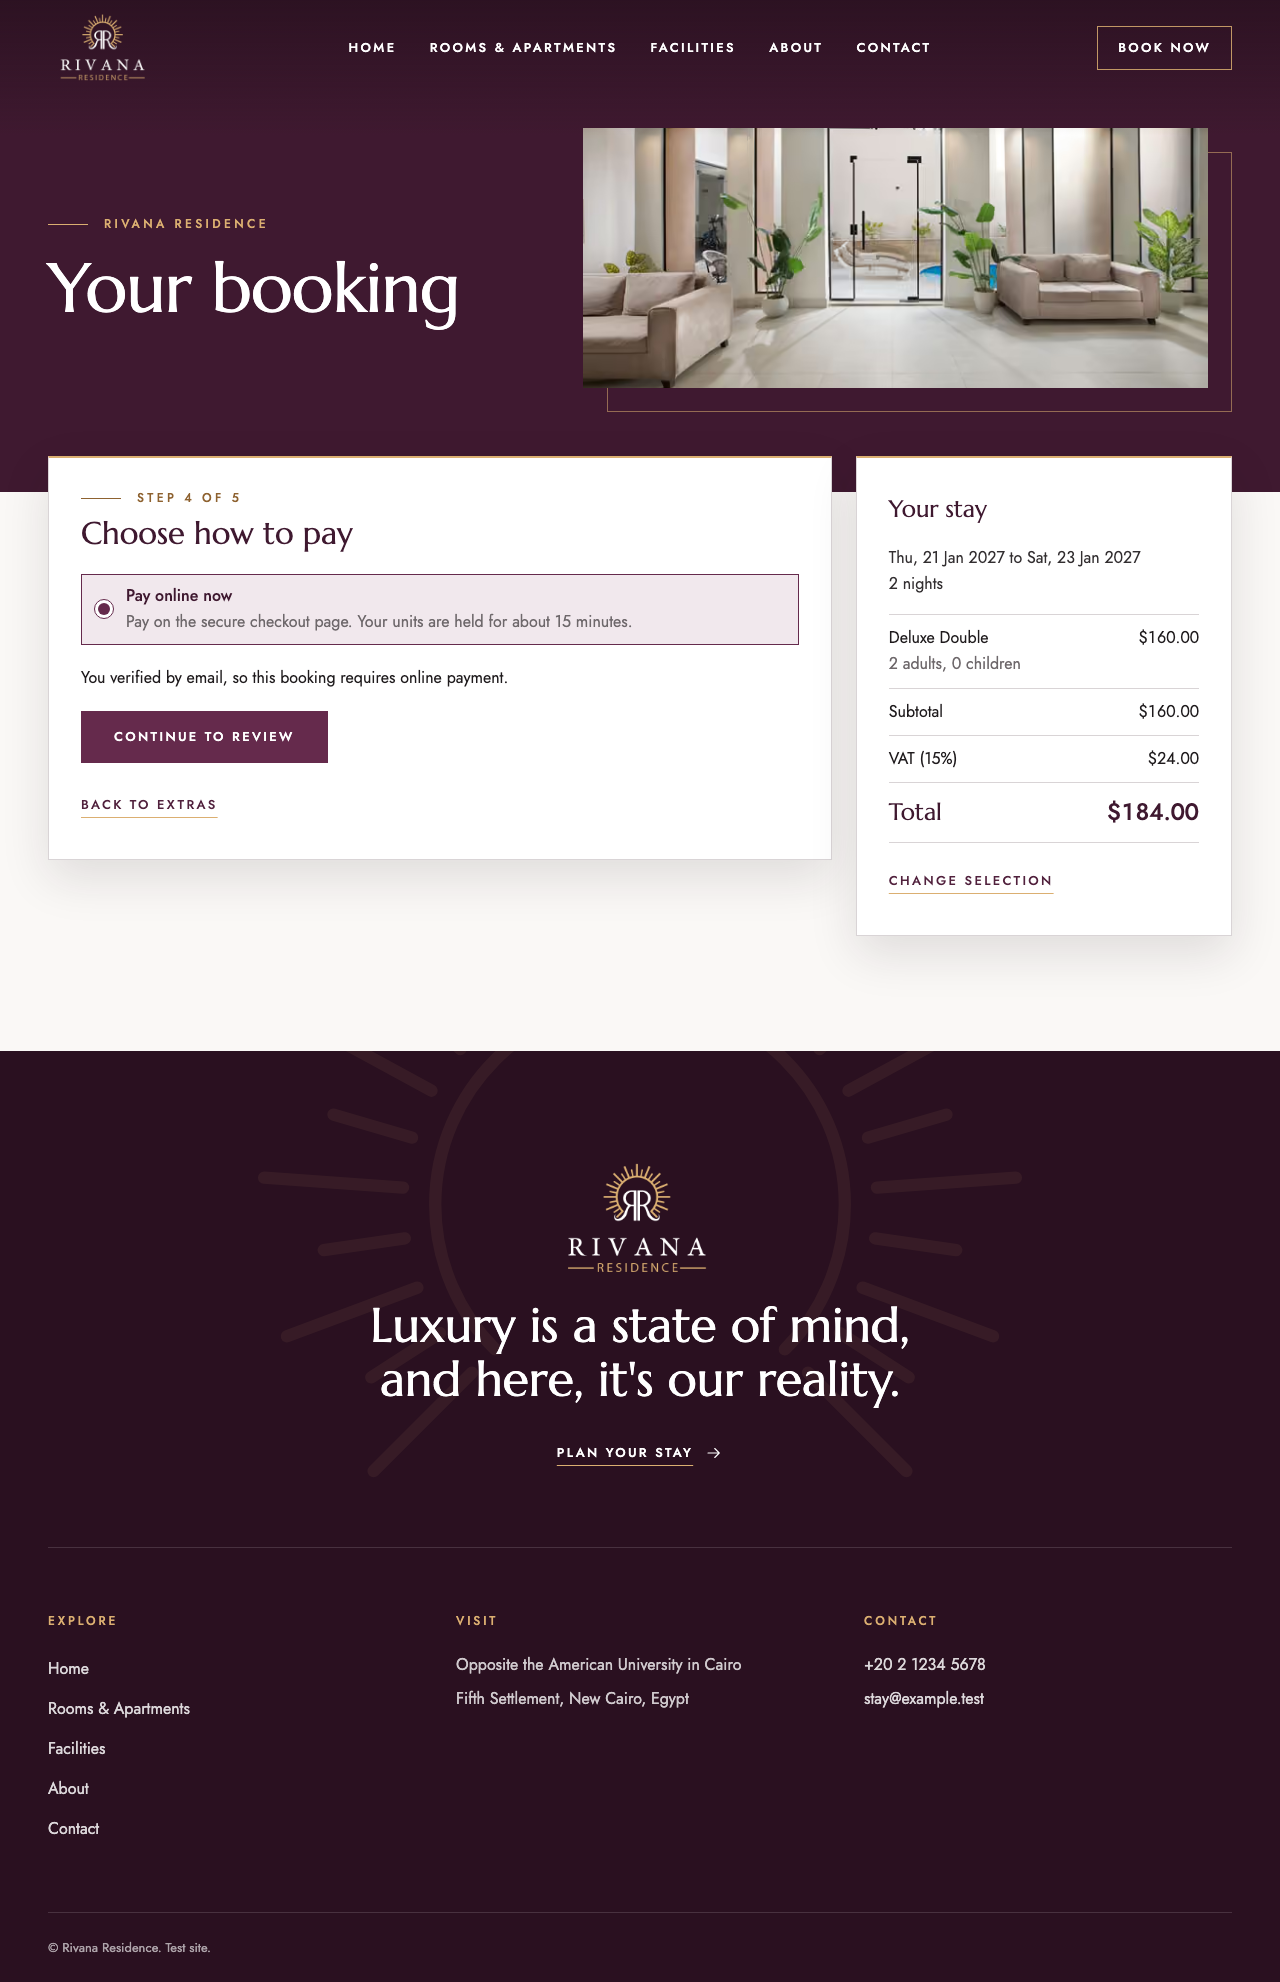 RIVANA
RESIDENCE
HOME
ROOMS & APARTMENTS
FACILITIES
ABOUT
CONTACT
BOOK NOW
RIVANA RESIDENCE
Your booking
STEP 4 OF 5
Choose how to pay
Pay online now
Pay on the secure checkout page. Your units are held for about 15 minutes.
You verified by email, so this booking requires online payment.
CONTINUE TO REVIEW
BACK TO EXTRAS
Your stay
Thu, 21 Jan 2027 to Sat, 23 Jan 2027
2 nights
Deluxe Double $160.00
2 adults, 0 children
Subtotal $160.00
VAT (15%) $24.00
Total $184.00
CHANGE SELECTION
RIVANA
RESIDENCE
Luxury is a state of mind,
and here, it's our reality.
PLAN YOUR STAY
EXPLORE
Home
Rooms & Apartments
Facilities
About
Contact
VISIT
Opposite the American University in Cairo
Fifth Settlement, New Cairo, Egypt
CONTACT
+20 2 1234 5678
stay@example.test
© Rivana Residence. Test site.